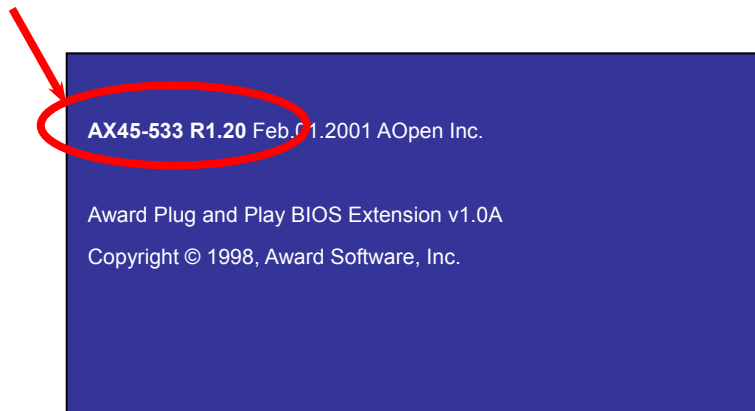 AX45-533 R1.20 Feb.01.2001 AOpen Inc.
Award Plug and Play BIOS Extension v1.0A
Copyright © 1998, Award Software, Inc.